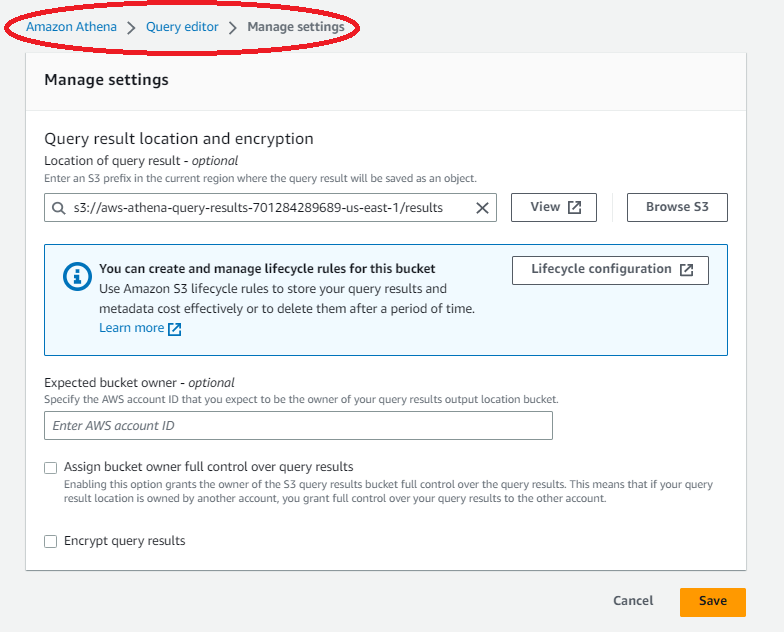 Amazon Athena > Query editor > Manage settings
Manage settings
Query result location and encryption
Location of query result - optional
Enter an S3 prefix in the current region where the query result will be saved as an object.
s3://aws-athena-query-results-701284289689-us-east-1/results
View
Browse S3
You can create and manage lifecycle rules for this bucket
Lifecycle configuration
Use Amazon S3 lifecycle rules to store your query results and
metadata cost effectively or to delete them after a period of time.
Learn more
Expected bucket owner - optional
Specify the AWS account ID that you expect to be the owner of your query results output location bucket.
Enter AWS account ID
Assign bucket owner full control over query results
Enabling this option grants the owner of the S3 query results bucket full control over the query results. This means that if your query
result location is owned by another account, you grant full control over your query results to the other account.
Encrypt query results
Cancel
Save